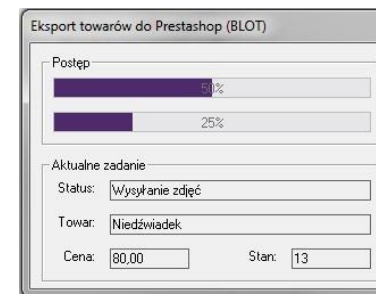 Eksport towarów do Prestashop (BLOT)
Postęp
50%
25%
Aktualne zadanie
Status: Wysyłanie zdjęć
Towar: Niedźwiadek
Cena: 80,00 Stan: 13